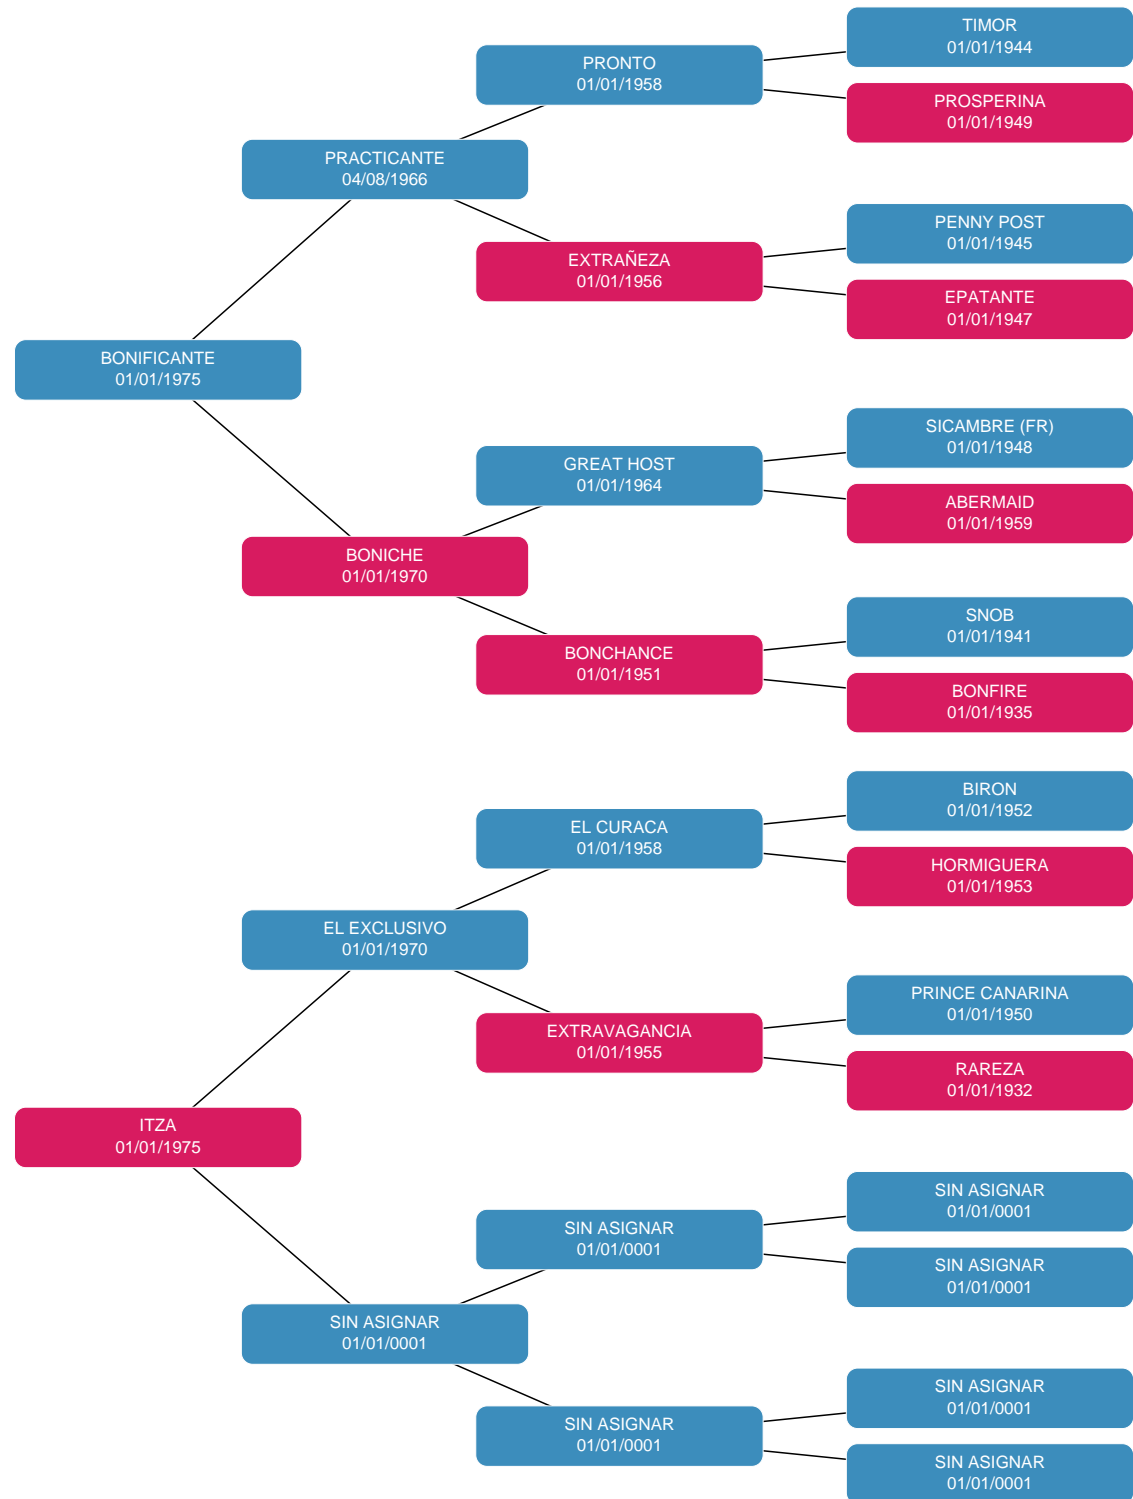 TIMOR
01/01/1944
PRONTO
01/01/1958
PROSPERINA
01/01/1949
PRACTICANTE
04/08/1966
PENNY POST
01/01/1945
EXTRAÑEZA
01/01/1956
EPATANTE
01/01/1947
BONIFICANTE
01/01/1975
SICAMBRE (FR)
01/01/1948
GREAT HOST
01/01/1964
ABERMAID
01/01/1959
BONICHE
01/01/1970
SNOB
01/01/1941
BONCHANCE
01/01/1951
BONFIRE
01/01/1935
BIRON
01/01/1952
EL CURACA
01/01/1958
HORMIGUERA
01/01/1953
EL EXCLUSIVO
01/01/1970
PRINCE CANARINA
01/01/1950
EXTRAVAGANCIA
01/01/1955
RAREZA
01/01/1932
ITZA
01/01/1975
SIN ASIGNAR
01/01/0001
SIN ASIGNAR
01/01/0001
SIN ASIGNAR
01/01/0001
SIN ASIGNAR
01/01/0001
SIN ASIGNAR
01/01/0001
SIN ASIGNAR
01/01/0001
SIN ASIGNAR
01/01/0001